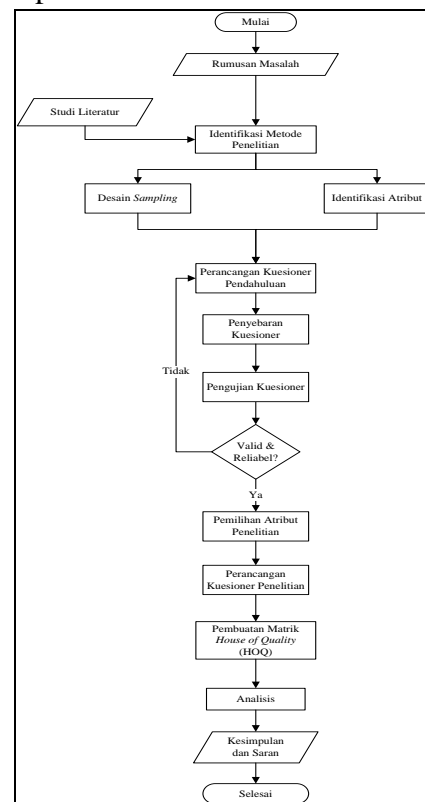 Mulai
Rumusan Masalah
Studi Literatur
Identifikasi Metode
Penelitian
Desain Sampling
Identifikasi Atribut
Perancangan Kuesioner
Pendahuluan
Penyebaran
Kuesioner
Tidak
Pengujian Kuesioner
Valid &
Reliabel?
Ya
Pemilihan Atribut
Penelitian
Perancangan
Kuesioner Penelitian
Pembuatan Matrik
House of Quality
(HOQ)
Analisis
Kesimpulan
dan Saran
Selesai